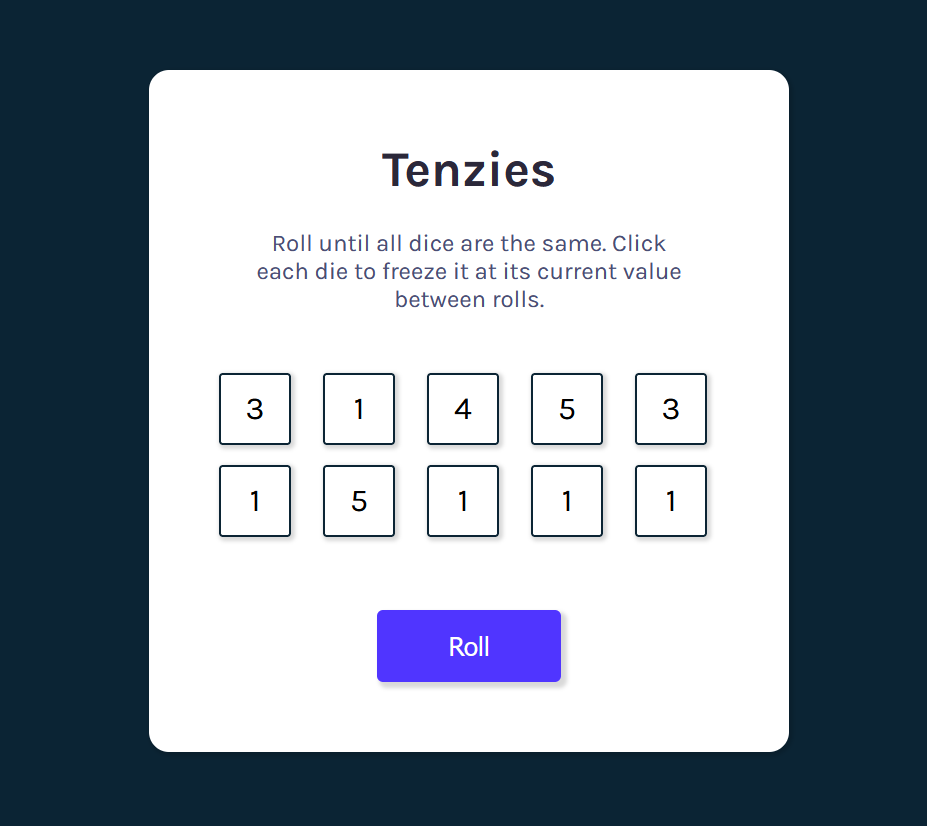 Tenzies
Roll until all dice are the same. Click
each die to freeze it at its current value
between rolls.
3 1 4 5 3
1 5 1 1 1
Roll